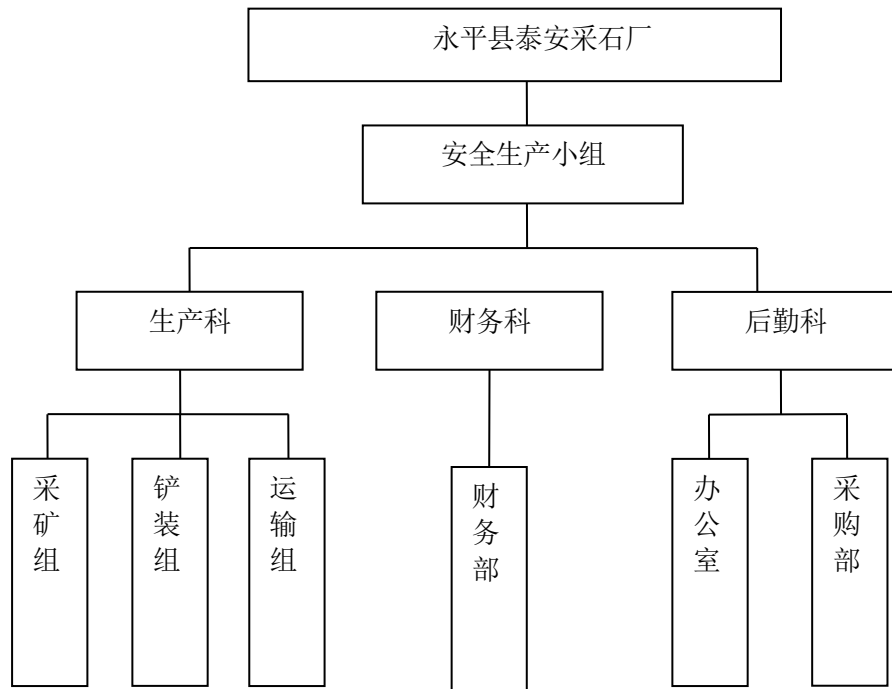 永平县泰安采石厂
安全生产小组
生产科
财务科
后勤科
采矿组
铲装组
运输组
财务部
办公室
采购部